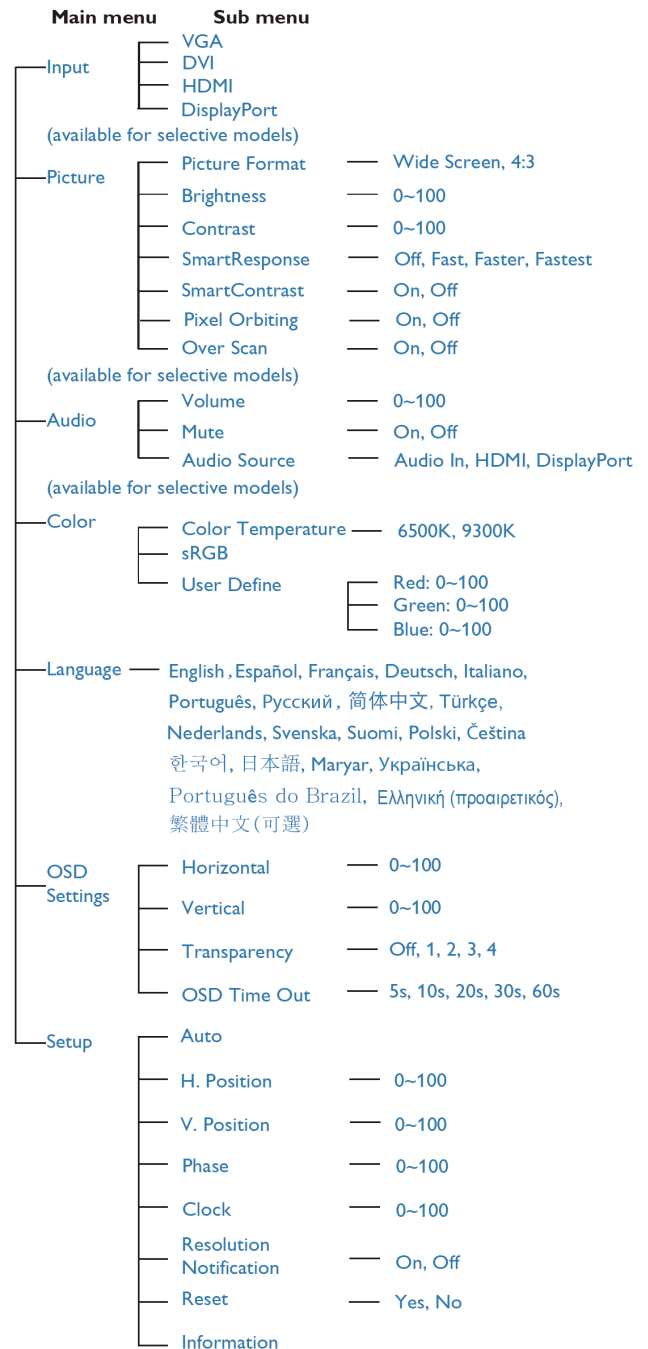 Main menu Sub menu
VGA
Input
DVI
HDMI
DisplayPort
(available for selective models)
Picture
Picture Format Wide Screen, 4:3
Brightness 0~100
Contrast 0~100
SmartResponse Off, Fast, Faster, Fastest
SmartContrast On, Off
Pixel Orbiting On, Off
Over Scan On, Off
(available for selective models)
Audio
Volume 0~100
Mute On, Off
Audio Source Audio In, HDMI, DisplayPort
(available for selective models)
Color
Color Temperature 6500K, 9300K
sRGB
User Define Red: 0~100
Green: 0~100
Blue: 0~100
Language English , Español, Français, Deutsch, Italiano,
Português, Русский , 简体中文, Türkçe,
Nederlands, Svenska, Suomi, Polski, Čeština
한국어, 日本語, Maryar, Українська,
Português do Brazil, Ελληνική (προαιρετικός),
繁體中文(可選)
OSD
Settings
Horizontal 0~100
Vertical 0~100
Transparency Off, 1, 2, 3, 4
OSD Time Out 5s, 10s, 20s, 30s, 60s
Setup
Auto
H. Position 0~100
V. Position 0~100
Phase 0~100
Clock 0~100
Resolution
Notification On, Off
Reset Yes, No
Information